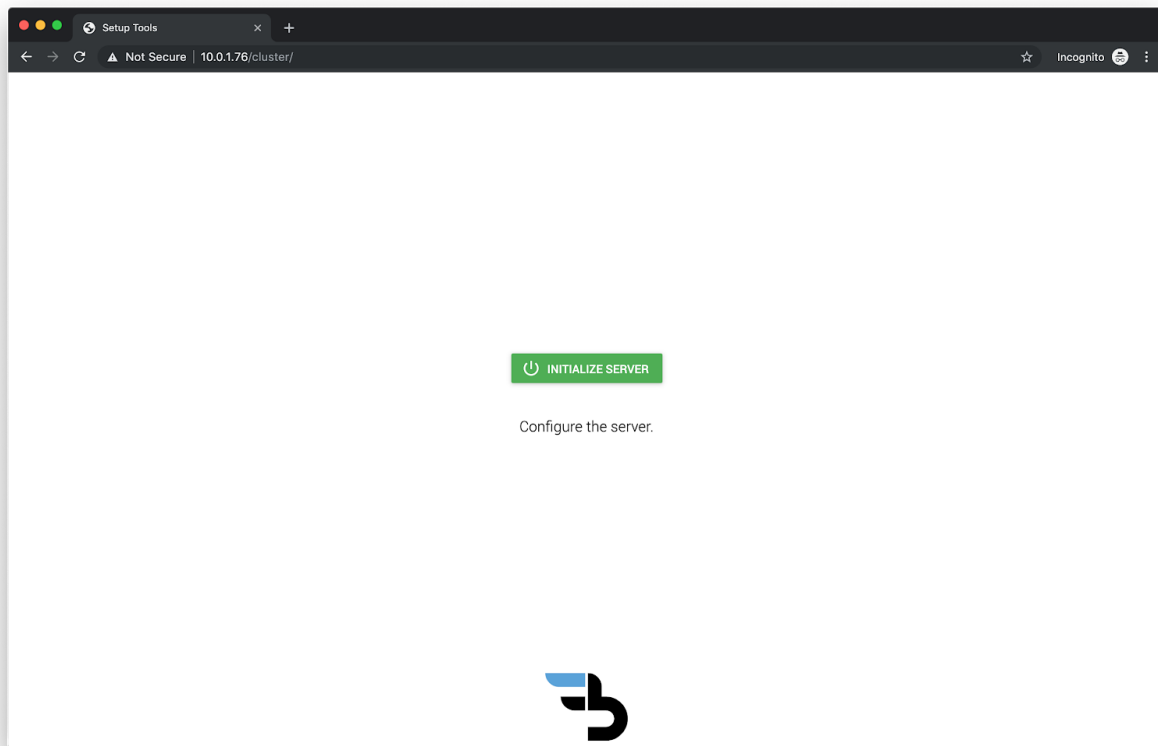 Setup Tools
Not Secure | 10.0.1.76/cluster/
Incognito
INITIALIZE SERVER
Configure the server.